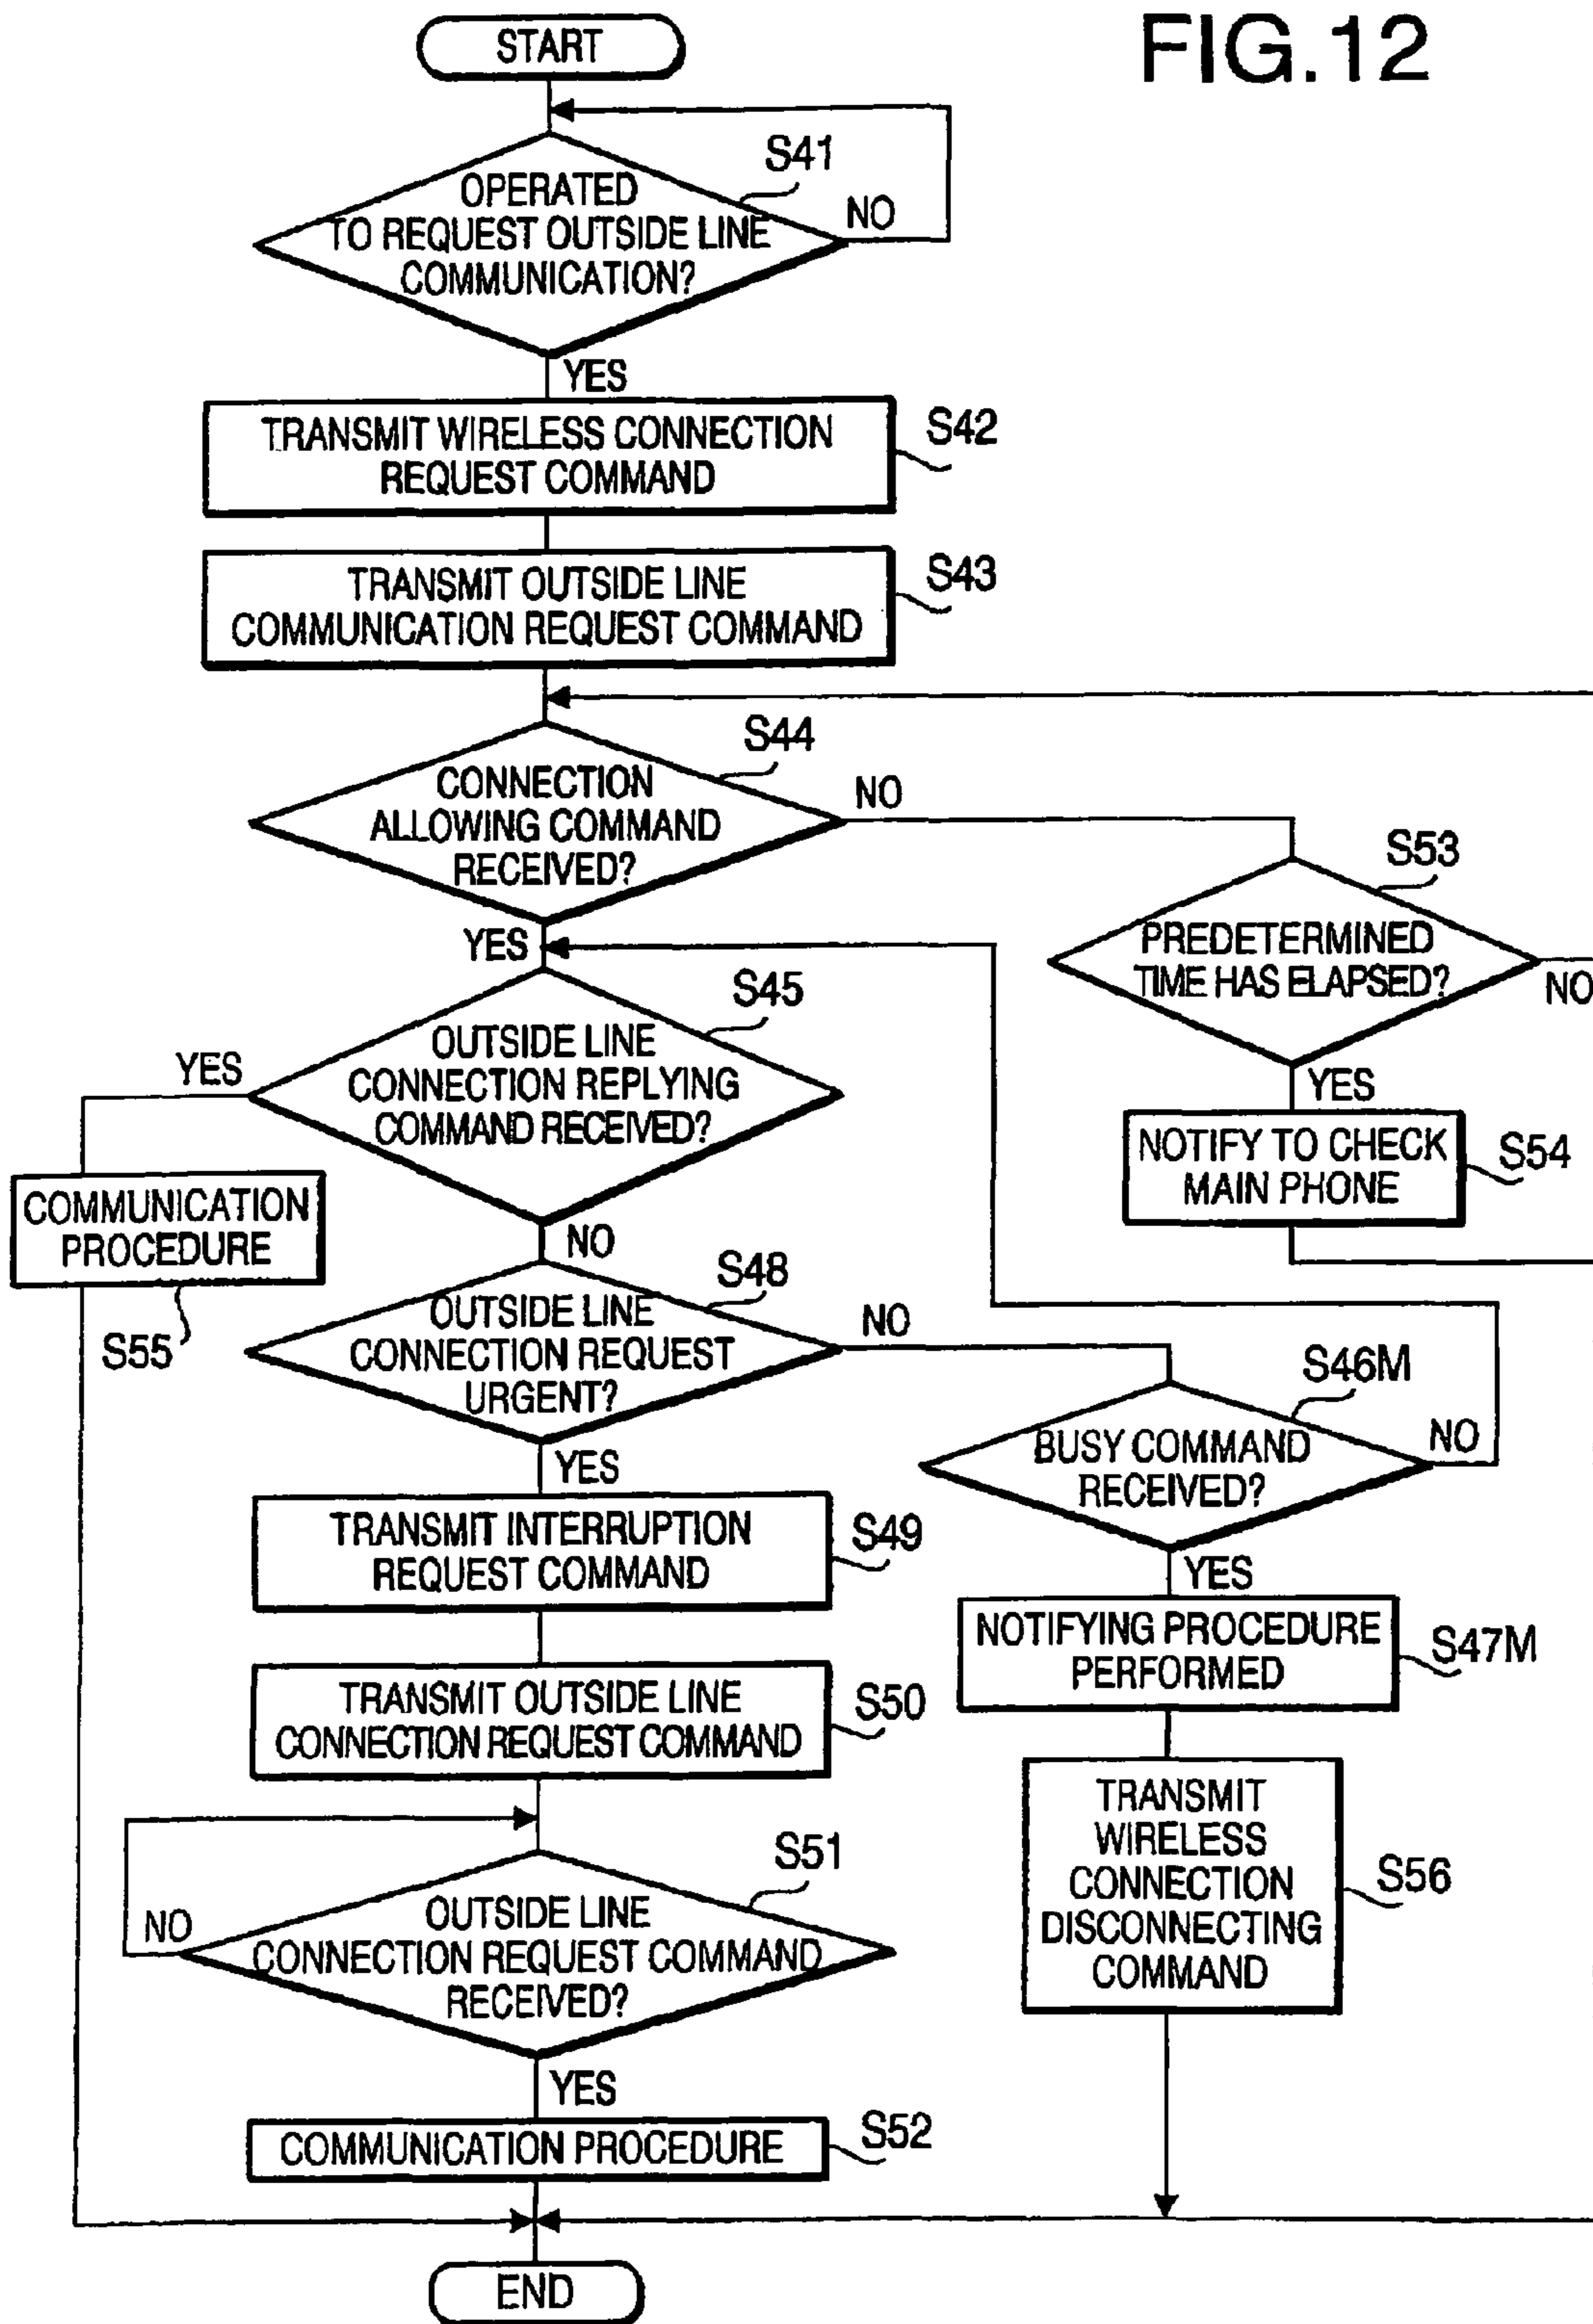 FIG.12
START
S41
OPERATED
TO REQUEST OUTSIDE LINE
COMMUNICATION?
NO
YES
TRANSMIT WIRELESS CONNECTION
REQUEST COMMAND
S42
TRANSMIT OUTSIDE LINE
COMMUNICATION REQUEST COMMAND
S43
S44
CONNECTION
ALLOWING COMMAND
RECEIVED?
NO
YES
S53
PREDETERMINED
TIME HAS ELAPSED?
NO
YES
NOTIFY TO CHECK
MAIN PHONE
S54
S45
OUTSIDE LINE
CONNECTION REPLYING
COMMAND RECEIVED?
YES
NO
COMMUNICATION
PROCEDURE
S55
S48
OUTSIDE LINE
CONNECTION REQUEST
URGENT?
NO
YES
S46M
BUSY COMMAND
RECEIVED?
NO
YES
TRANSMIT INTERRUPTION
REQUEST COMMAND
S49
NOTIFYING PROCEDURE
PERFORMED
S47M
TRANSMIT OUTSIDE LINE
CONNECTION REQUEST COMMAND
S50
TRANSMIT
WIRELESS
CONNECTION
DISCONNECTING
COMMAND
S56
S51
OUTSIDE LINE
CONNECTION REQUEST COMMAND
RECEIVED?
NO
YES
COMMUNICATION PROCEDURE
S52
END